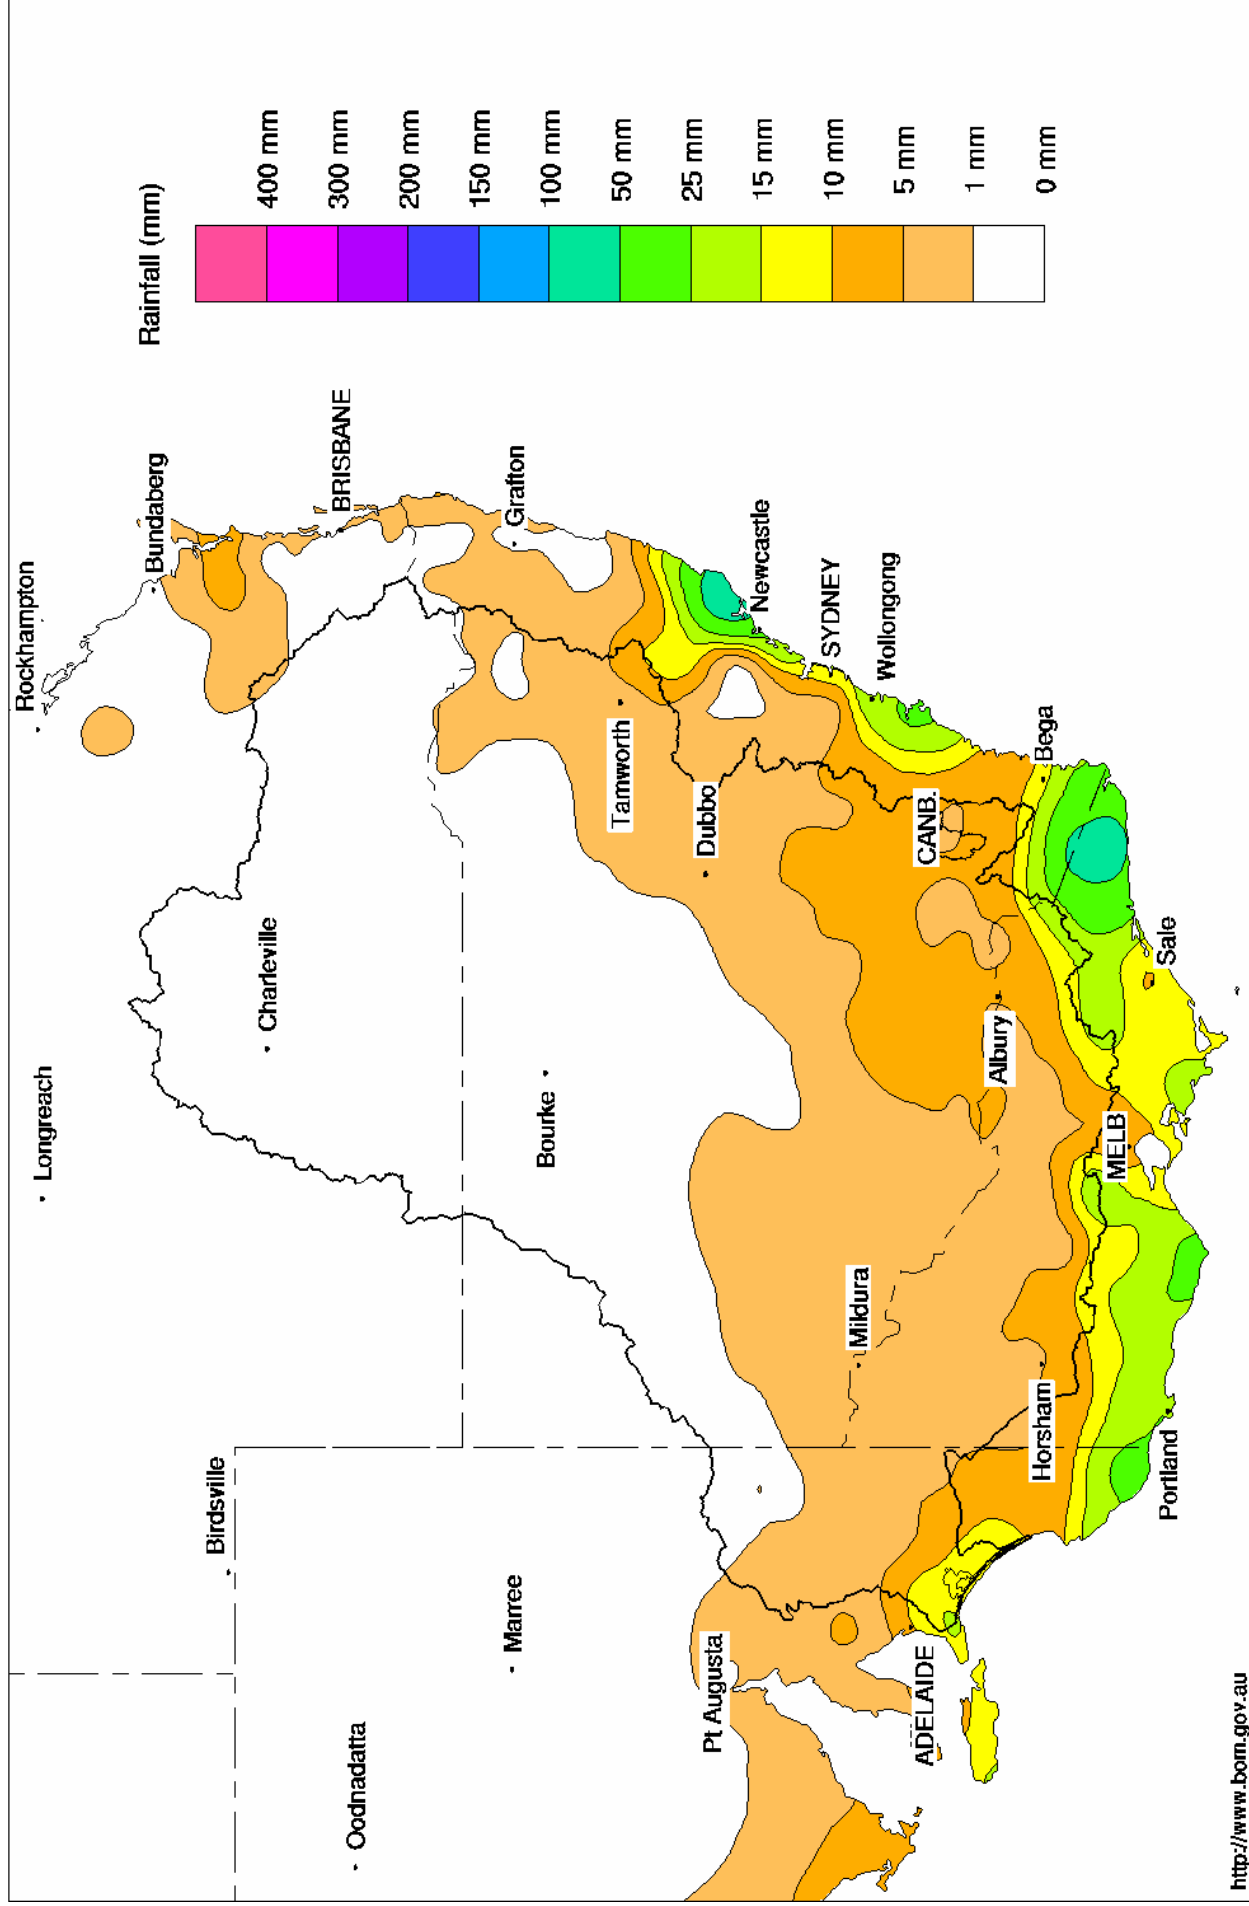 Rainfall (mm)
400 mm
300 mm
200 mm
150 mm
100 mm
50 mm
25 mm
15 mm
10 mm
5 mm
1 mm
0 mm
Rockhampton
Longreach
Bundaberg
Birdsville
Charleville
BRISBANE
Oodnadatta
Marree
Bourke
Grafton
Tamworth
Pt Augusta
Dubbo
Newcastle
SYDNEY
Mildura
Wollongong
ADELAIDE
CANB.
Albury
Horsham
Bega
MELB
Portland
Sale
http://www.bom.gov.au